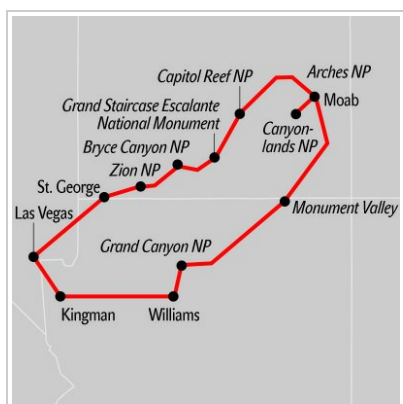 Capitol Reef NP
Arches NP
Moab
Grand Staircase Escalante
National Monument
Canyon-
lands NP
Bryce Canyon NP
Zion NP
St. George
Las Vegas
Monument Valley
Grand Canyon NP
Kingman
Williams